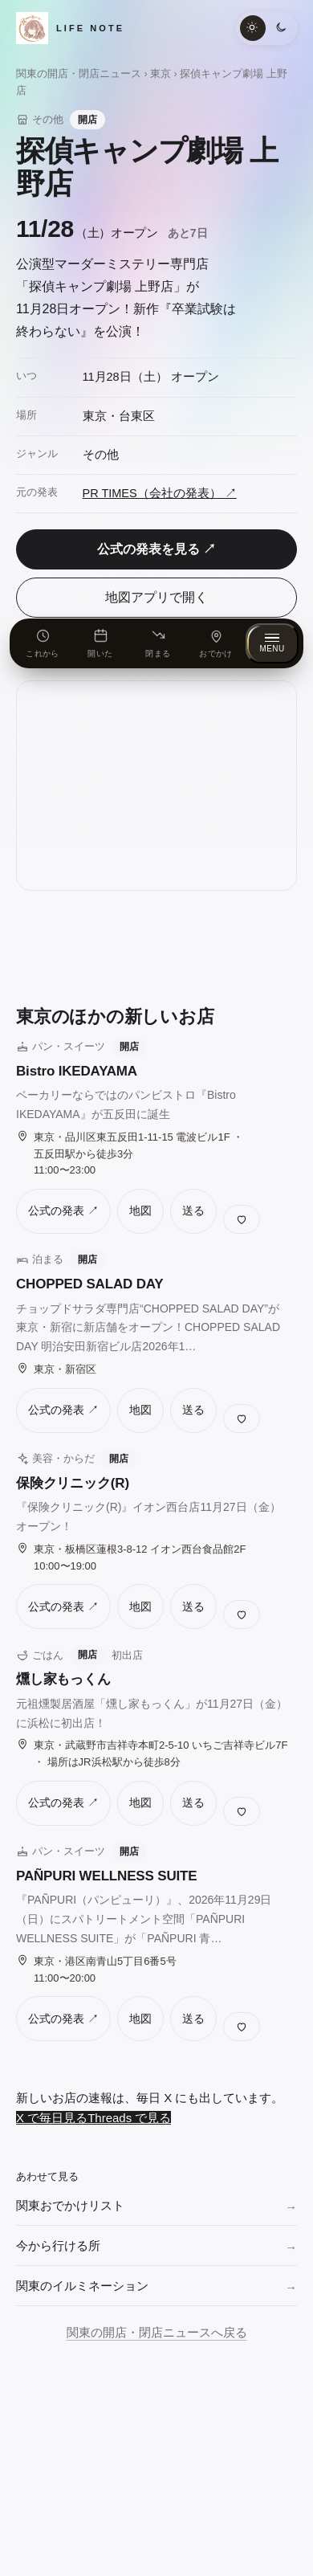 LIFE NOTE
関東の開店・閉店ニュース › 東京 › 探偵キャンプ劇場 上野
店
その他 開店
探偵キャンプ劇場 上
野店
11/28（土）オープン あと7日
公演型マーダーミステリー専門店
「探偵キャンプ劇場 上野店」が
11月28日オープン！新作『卒業試験は
終わらない』を公演！
いつ 11月28日（土） オープン
場所 東京・台東区
ジャンル その他
元の発表 PR TIMES（会社の発表） ↗
公式の発表を見る ↗
地図アプリで開く
これから 開いた 閉まる おでかけ MENU
東京のほかの新しいお店
パン・スイーツ 開店
Bistro IKEDAYAMA
ベーカリーならではのパンビストロ『Bistro
IKEDAYAMA』が五反田に誕生
東京・品川区東五反田1-11-15 電波ビル1F ・
五反田駅から徒歩3分
11:00〜23:00
公式の発表 ↗ 地図 送る
泊まる 開店
CHOPPED SALAD DAY
チョップドサラダ専門店“CHOPPED SALAD DAY”が
東京・新宿に新店舗をオープン！CHOPPED SALAD
DAY 明治安田新宿ビル店2026年1…
東京・新宿区
公式の発表 ↗ 地図 送る
美容・からだ 開店
保険クリニック(R)
『保険クリニック(R)』イオン西台店11月27日（金）
オープン！
東京・板橋区蓮根3-8-12 イオン西台食品館2F
10:00〜19:00
公式の発表 ↗ 地図 送る
ごはん 開店 初出店
燻し家もっくん
元祖燻製居酒屋「燻し家もっくん」が11月27日（金）
に浜松に初出店！
東京・武蔵野市吉祥寺本町2-5-10 いちご吉祥寺ビル7F
・ 場所はJR浜松駅から徒歩8分
公式の発表 ↗ 地図 送る
パン・スイーツ 開店
PAÑPURI WELLNESS SUITE
『PAÑPURI（パンピューリ）』、2026年11月29日
（日）にスパトリートメント空間「PAÑPURI
WELLNESS SUITE」が「PAÑPURI 青…
東京・港区南青山5丁目6番5号
11:00〜20:00
公式の発表 ↗ 地図 送る
新しいお店の速報は、毎日 X にも出しています。
X で毎日見るThreads で見る
あわせて見る
関東おでかけリスト →
今から行ける所 →
関東のイルミネーション →
関東の開店・閉店ニュースへ戻る